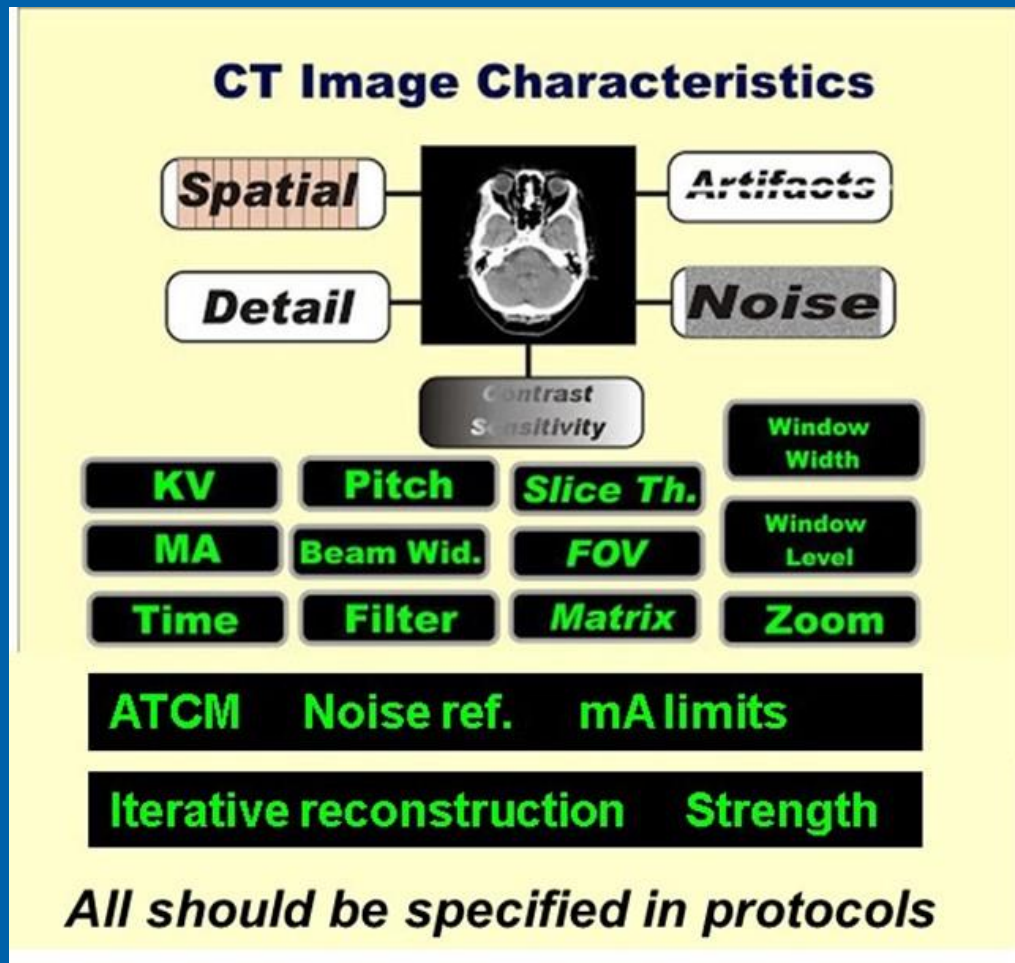 CT Image Characteristics
Spatial
Artifacts
Detail
Noise
Contrast
Sensitivity
Window
Width
KV
Pitch
Slice Th.
Window
Level
MA
Beam Wid.
FOV
Time
Filter
Matrix
Zoom
ATCM Noise ref. mA limits
Iterative reconstruction Strength
All should be specified in protocols